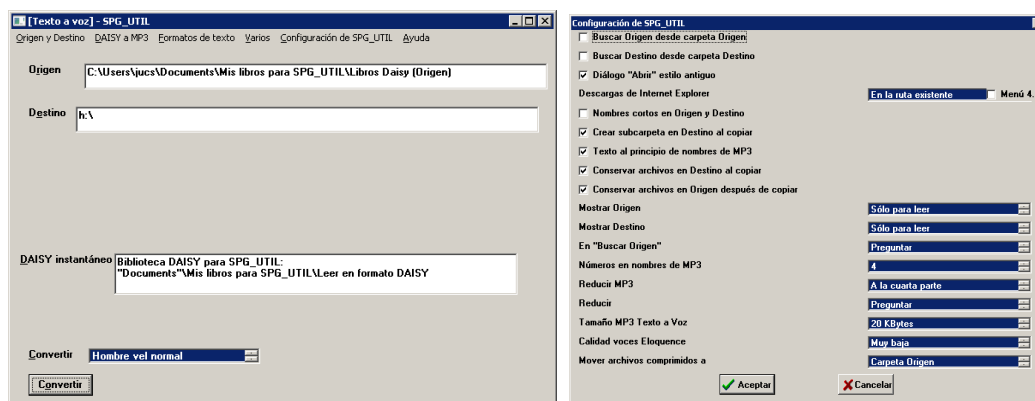 [Texto a voz] - SPG_UTIL
Origen y Destino DAISY a MP3 Formatos de texto Varios Configuración de SPG_UTIL Ayuda
Origen C:\Users\jucs\Documents\Mis libros para SPG_UTIL\Libros Daisy (Origen)
Destino h:\
DAISY instantáneo Biblioteca DAISY para SPG_UTIL:
"Documents"\Mis libros para SPG_UTIL\Leer en formato DAISY
Convertir Hombre vel normal
Convertir
Configuración de SPG_UTIL
Buscar Origen desde carpeta Origen
Buscar Destino desde carpeta Destino
Diálogo "Abrir" estilo antiguo
Descargas de Internet Explorer En la ruta existente Menú 4.
Nombres cortos en Origen y Destino
Crear subcarpeta en Destino al copiar
Texto al principio de nombres de MP3
Conservar archivos en Destino al copiar
Conservar archivos en Origen después de copiar
Mostrar Origen Sólo para leer
Mostrar Destino Sólo para leer
En "Buscar Origen" Preguntar
Números en nombres de MP3 4
Reducir MP3 A la cuarta parte
Reducir Preguntar
Tamaño MP3 Texto a Voz 20 KBytes
Calidad voces Eloquence Muy baja
Mover archivos comprimidos a Carpeta Origen
Aceptar Cancelar